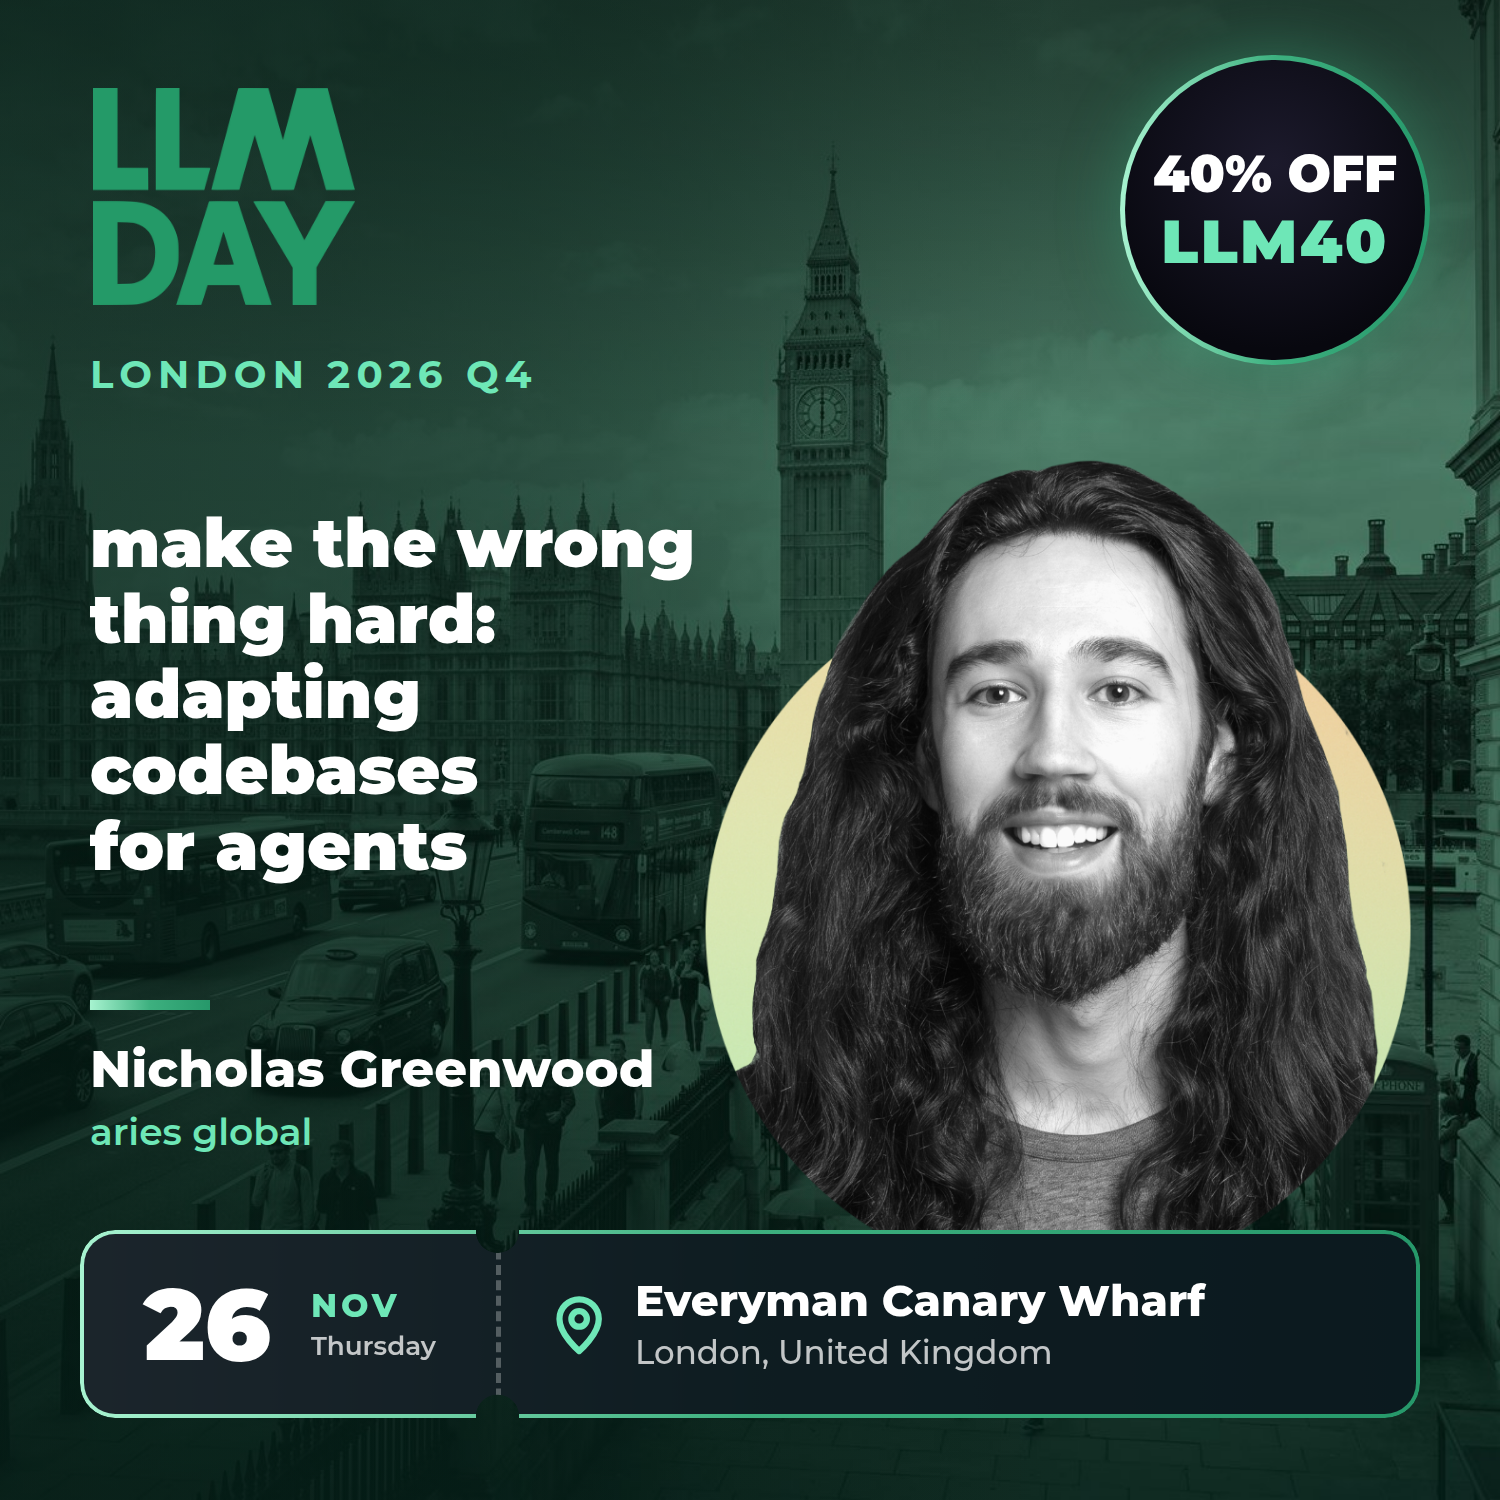 LLM
DAY
LONDON 2026 Q4
40% OFF
LLM40
make the wrong
thing hard:
adapting
codebases
for agents
Nicholas Greenwood
aries global
26
NOV
Thursday
Everyman Canary Wharf
London, United Kingdom
148